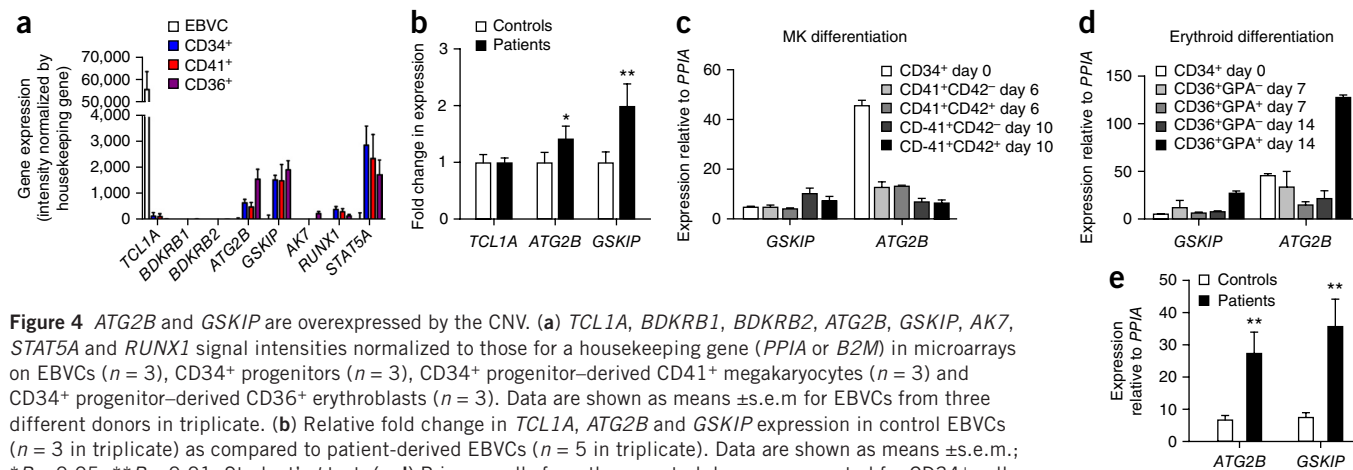 a
EBVC
CD34+
CD41+
CD36+
Gene expression
(intensity normalized by
housekeeping gene)
70,000
60,000
50,000
4,000
3,000
2,000
1,000
0
TCL1A
BDKRB1
BDKRB2
ATG2B
GSKIP
AK7
RUNX1
STAT5A
b
Controls
Patients
Fold change in expression
3
2
1
0
*
**
TCL1A
ATG2B
GSKIP
c
MK differentiation
Expression relative to PPIA
60
40
20
0
CD34+ day 0
CD41+CD42– day 6
CD41+CD42+ day 6
CD-41+CD42– day 10
CD-41+CD42+ day 10
GSKIP
ATG2B
d
Erythroid differentiation
Expression relative to PPIA
150
100
50
0
CD34+ day 0
CD36+GPA– day 7
CD36+GPA+ day 7
CD36+GPA– day 14
CD36+GPA+ day 14
GSKIP
ATG2B
e
Controls
Patients
Expression
relative to PPIA
50
40
30
20
10
0
**
**
ATG2B
GSKIP
Figure 4 ATG2B and GSKIP are overexpressed by the CNV. (a) TCL1A, BDKRB1, BDKRB2, ATG2B, GSKIP, AK7,
STAT5A and RUNX1 signal intensities normalized to those for a housekeeping gene (PPIA or B2M) in microarrays
on EBVCs (n = 3), CD34+ progenitors (n = 3), CD34+ progenitor–derived CD41+ megakaryocytes (n = 3) and
CD34+ progenitor–derived CD36+ erythroblasts (n = 3). Data are shown as means ±s.e.m for EBVCs from three
different donors in triplicate. (b) Relative fold change in TCL1A, ATG2B and GSKIP expression in control EBVCs
(n = 3 in triplicate) as compared to patient-derived EBVCs (n = 5 in triplicate). Data are shown as means ±s.e.m.;